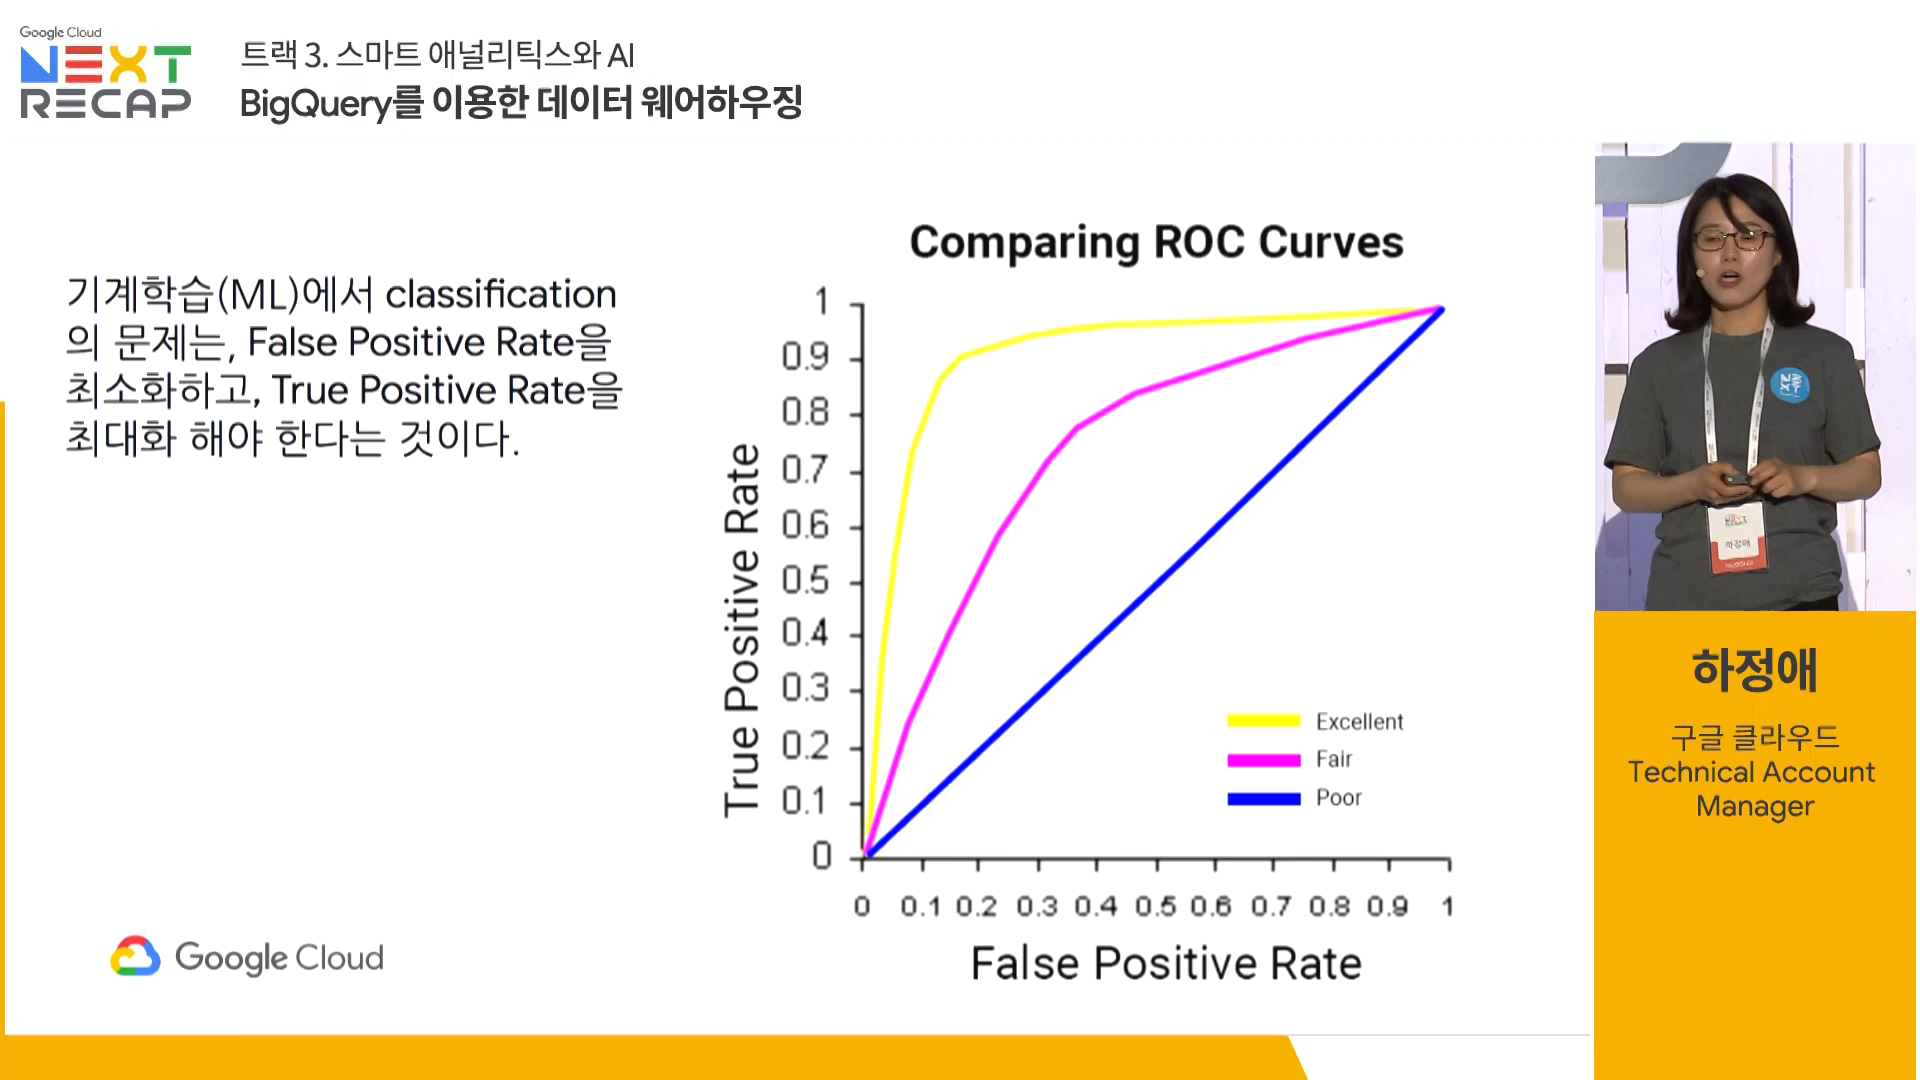 Google Cloud
NEXT
RECAP
트랙 3. 스마트 애널리틱스와 AI
BigQuery를 이용한 데이터 웨어하우징
기계학습(ML)에서 classification
의 문제는, False Positive Rate을
최소화하고, True Positive Rate을
최대화 해야 한다는 것이다.
Comparing ROC Curves
True Positive Rate
1
0.9
0.8
0.7
0.6
0.5
0.4
0.3
0.2
0.1
0
Excellent
Fair
Poor
0 0.1 0.2 0.3 0.4 0.5 0.6 0.7 0.8 0.9 1
False Positive Rate
Google Cloud
하정애
하정애
구글 클라우드
Technical Account
Manager